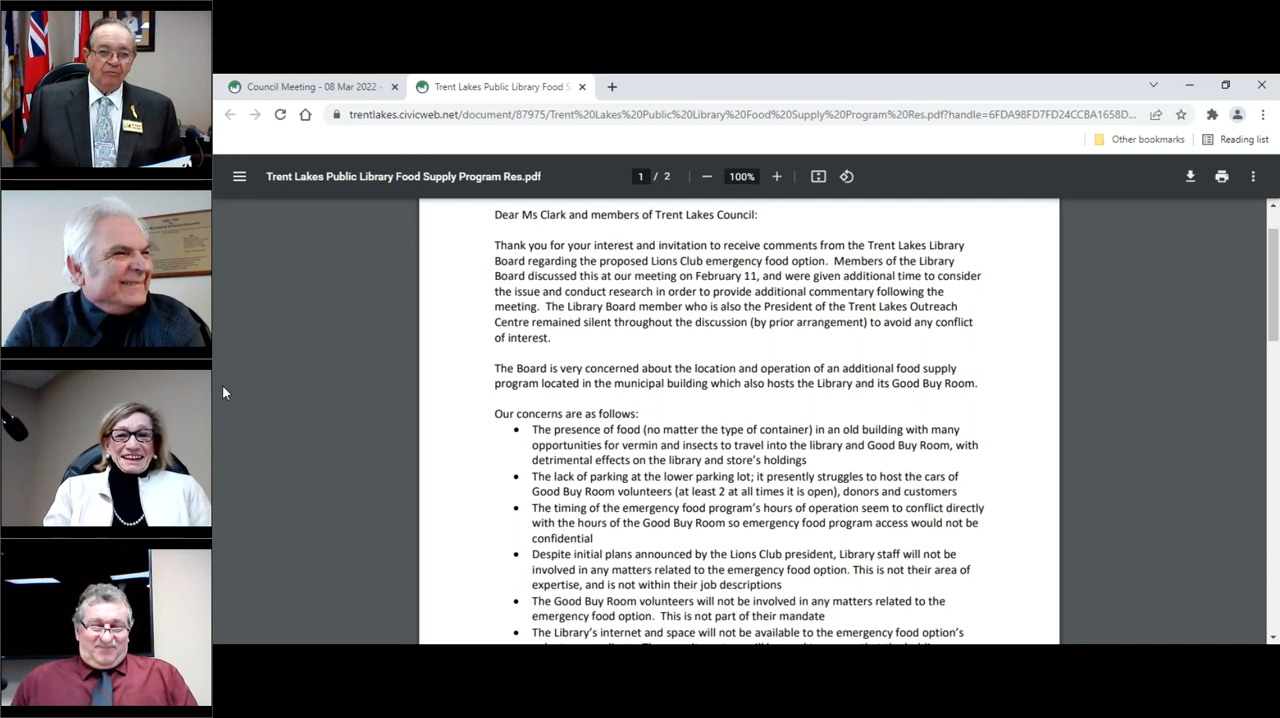 Council Meeting - 08 Mar 2022 -
Trent Lakes Public Library Food S
trentlakes.civicweb.net/document/87975/Trent%20Lakes%20Public%20Library%20Food%20Supply%20Program%20Res.pdf?handle=6FDA98FD7FD24CCBA1658D...
Other bookmarks
Reading list
Trent Lakes Public Library Food Supply Program Res.pdf
1 / 2
100%
Dear Ms Clark and members of Trent Lakes Council:
Thank you for your interest and invitation to receive comments from the Trent Lakes Library
Board regarding the proposed Lions Club emergency food option. Members of the Library
Board discussed this at our meeting on February 11, and were given additional time to consider
the issue and conduct research in order to provide additional commentary following the
meeting. The Library Board member who is also the President of the Trent Lakes Outreach
Centre remained silent throughout the discussion (by prior arrangement) to avoid any conflict
of interest.
The Board is very concerned about the location and operation of an additional food supply
program located in the municipal building which also hosts the Library and its Good Buy Room.
Our concerns are as follows:
• The presence of food (no matter the type of container) in an old building with many
opportunities for vermin and insects to travel into the library and Good Buy Room, with
detrimental effects on the library and store's holdings
• The lack of parking at the lower parking lot; it presently struggles to host the cars of
Good Buy Room volunteers (at least 2 at all times it is open), donors and customers
• The timing of the emergency food program's hours of operation seem to conflict directly
with the hours of the Good Buy Room so emergency food program access would not be
confidential
• Despite initial plans announced by the Lions Club president, Library staff will not be
involved in any matters related to the emergency food option. This is not their area of
expertise, and is not within their job descriptions
• The Good Buy Room volunteers will not be involved in any matters related to the
emergency food option. This is not part of their mandate
• The Library's internet and space will not be available to the emergency food option's